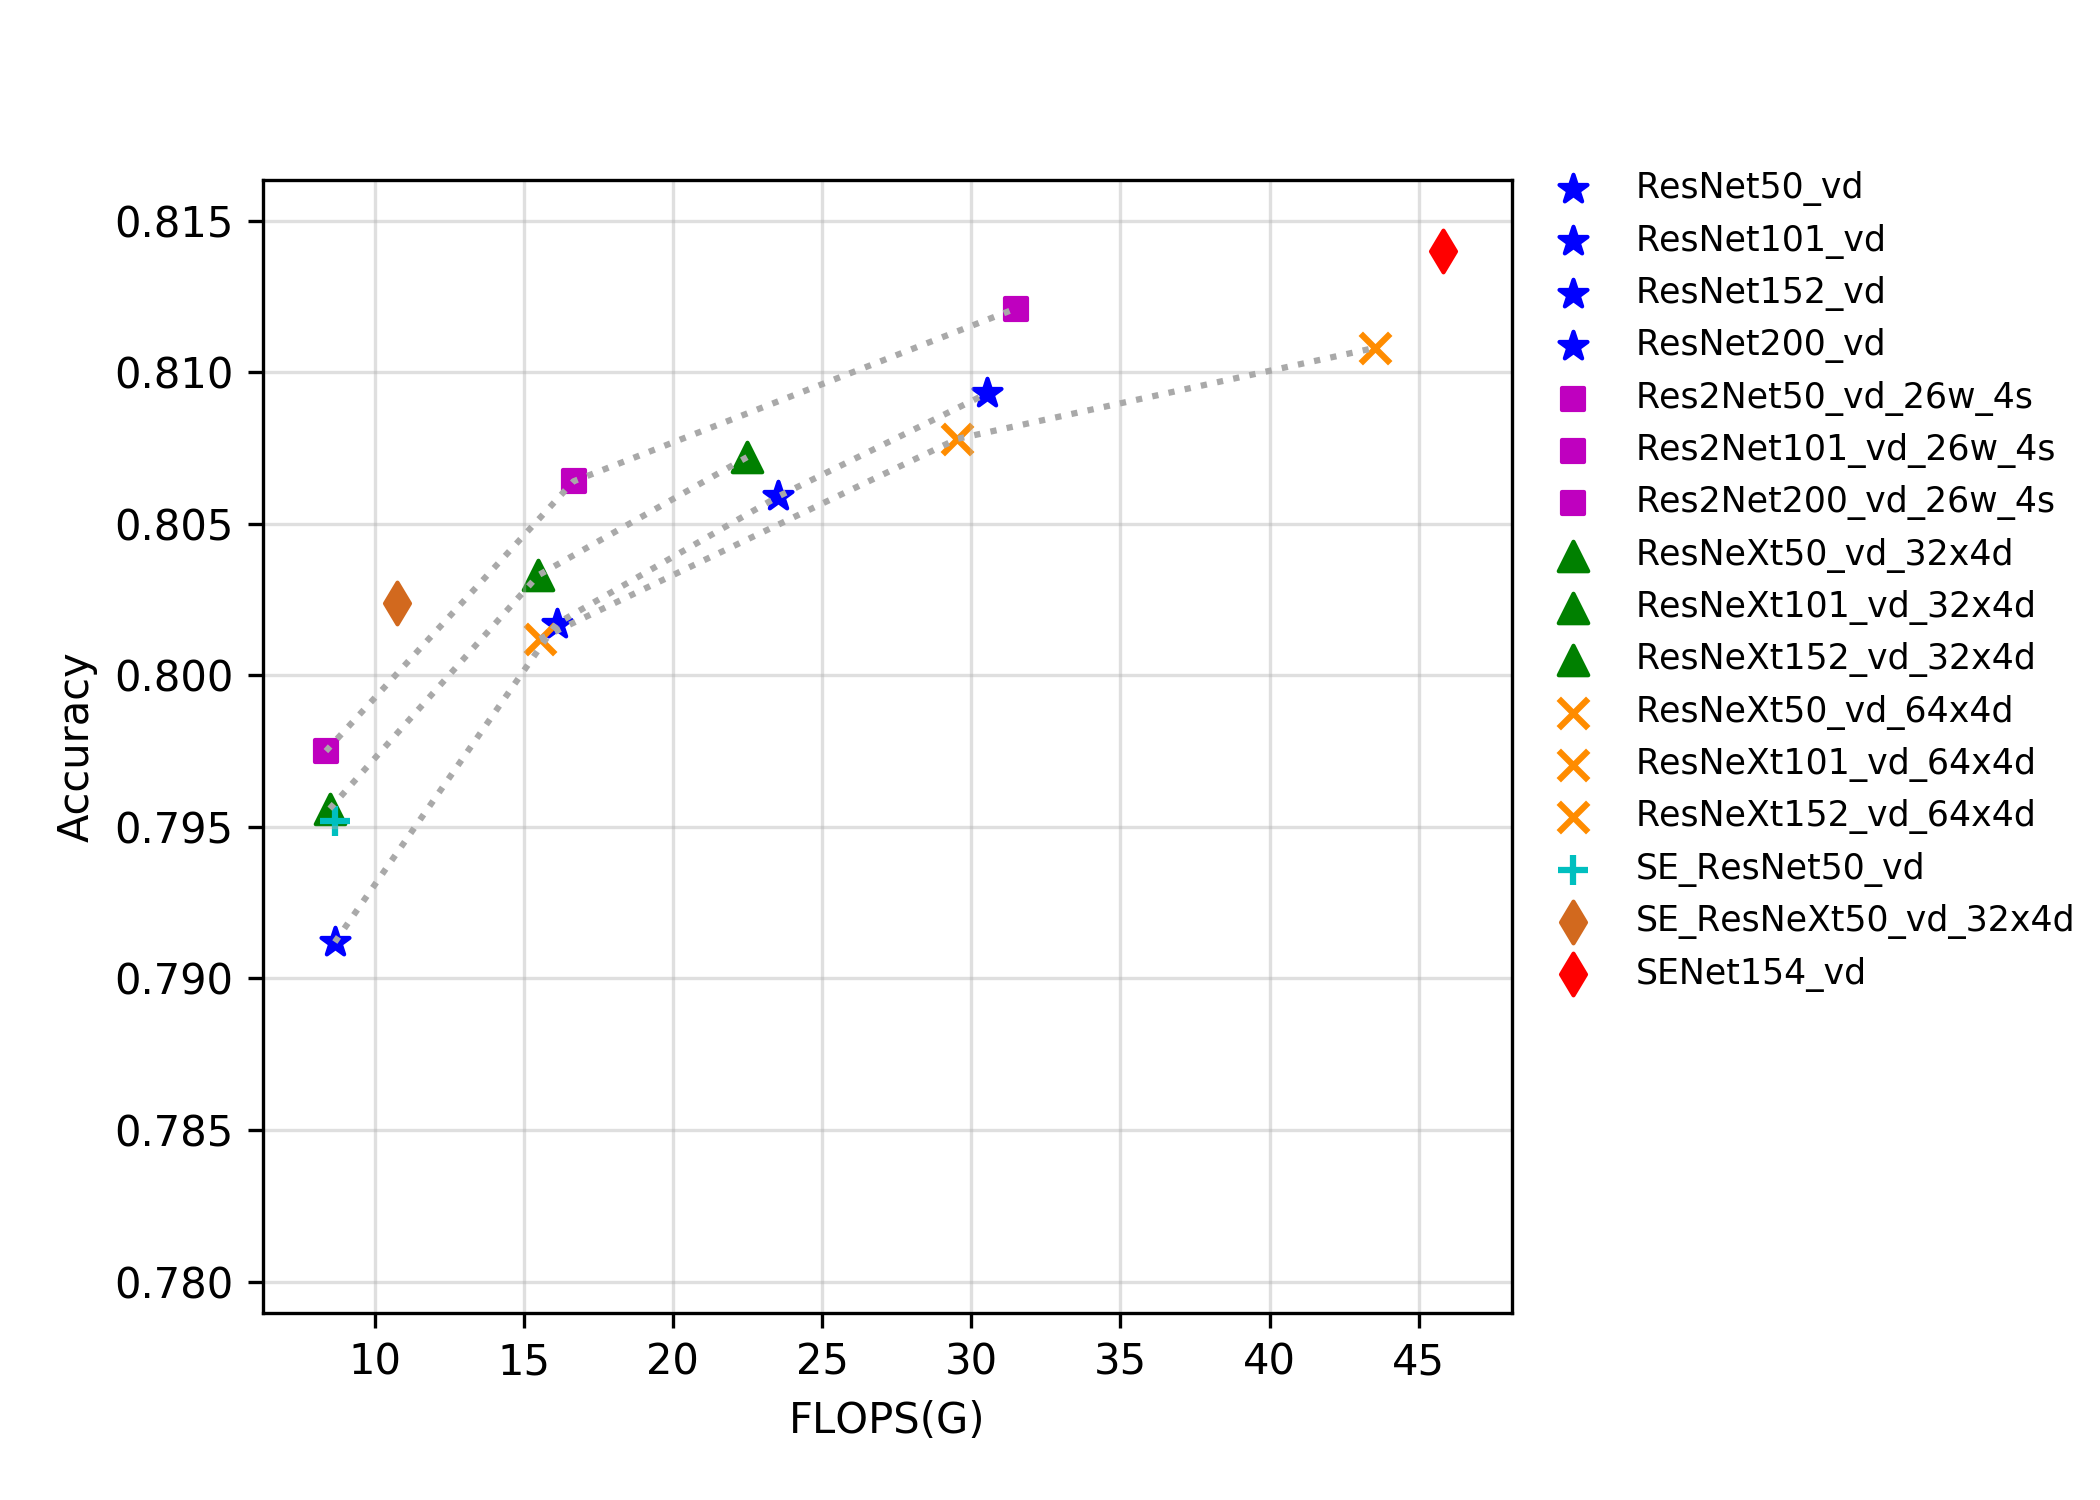 0.815
0.810
0.805
0.800
0.795
0.790
0.785
0.780
Accuracy
10 15 20 25 30 35 40 45
FLOPS(G)
ResNet50_vd
ResNet101_vd
ResNet152_vd
ResNet200_vd
Res2Net50_vd_26w_4s
Res2Net101_vd_26w_4s
Res2Net200_vd_26w_4s
ResNeXt50_vd_32x4d
ResNeXt101_vd_32x4d
ResNeXt152_vd_32x4d
ResNeXt50_vd_64x4d
ResNeXt101_vd_64x4d
ResNeXt152_vd_64x4d
SE_ResNet50_vd
SE_ResNeXt50_vd_32x4d
SENet154_vd